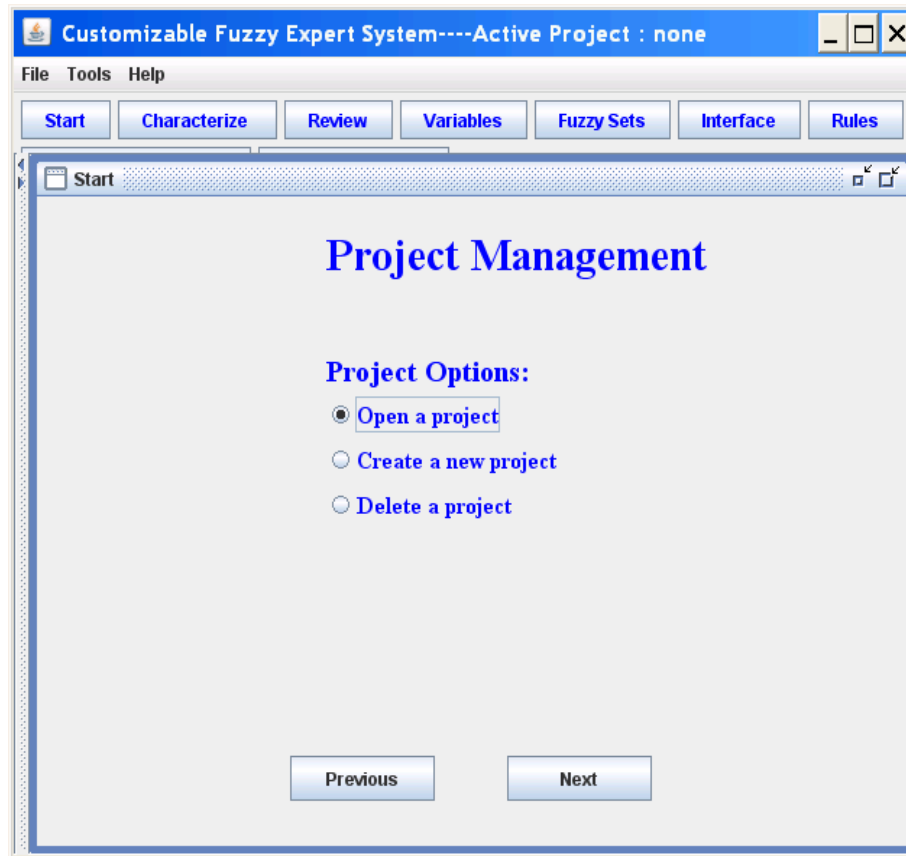 Customizable Fuzzy Expert System----Active Project : none
File Tools Help
Start Characterize Review Variables Fuzzy Sets Interface Rules
Start
Project Management
Project Options:
Open a project
Create a new project
Delete a project
Previous Next